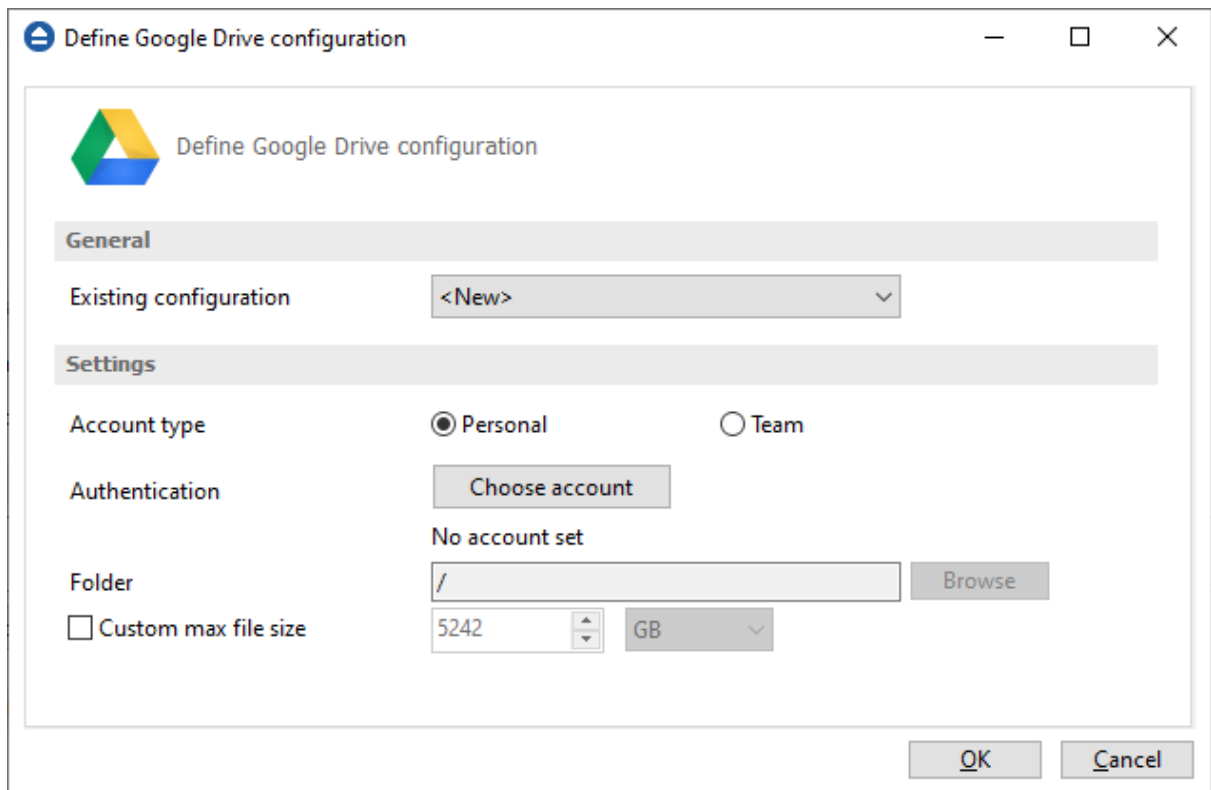 Define Google Drive configuration
Define Google Drive configuration
General
Existing configuration <New>
Settings
Account type Personal Team
Authentication Choose account
No account set
Folder / Browse
Custom max file size 5242 GB
OK Cancel